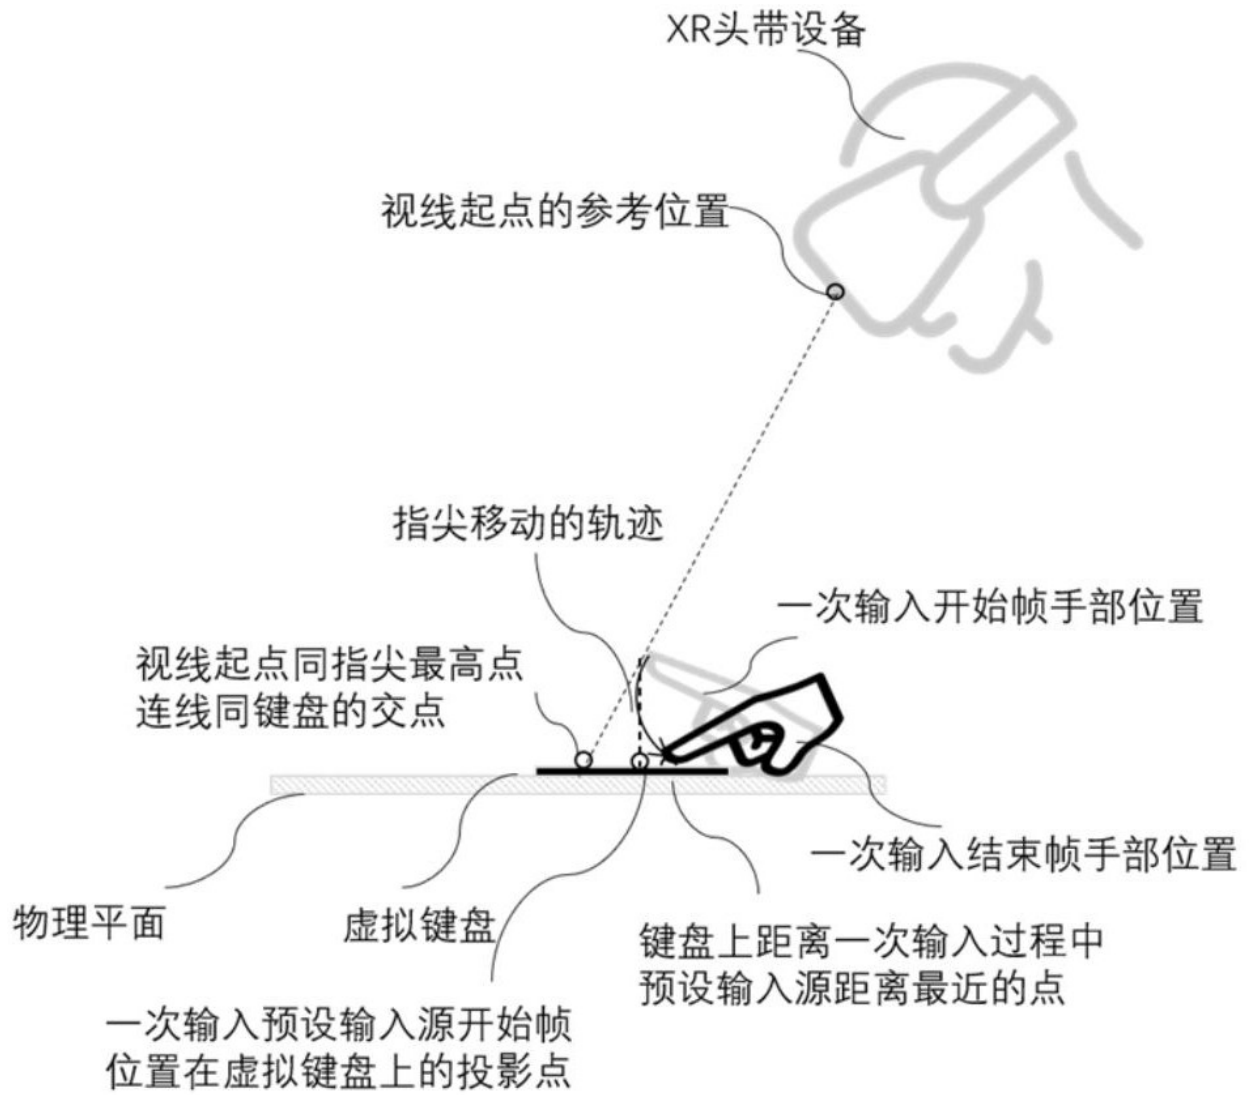 XR头带设备
视线起点的参考位置
指尖移动的轨迹
一次输入开始帧手部位置
视线起点同指尖最高点
连线同键盘的交点
一次输入结束帧手部位置
物理平面
虚拟键盘
键盘上距离一次输入过程中
预设输入源距离最近的点
一次输入预设输入源开始帧
位置在虚拟键盘上的投影点